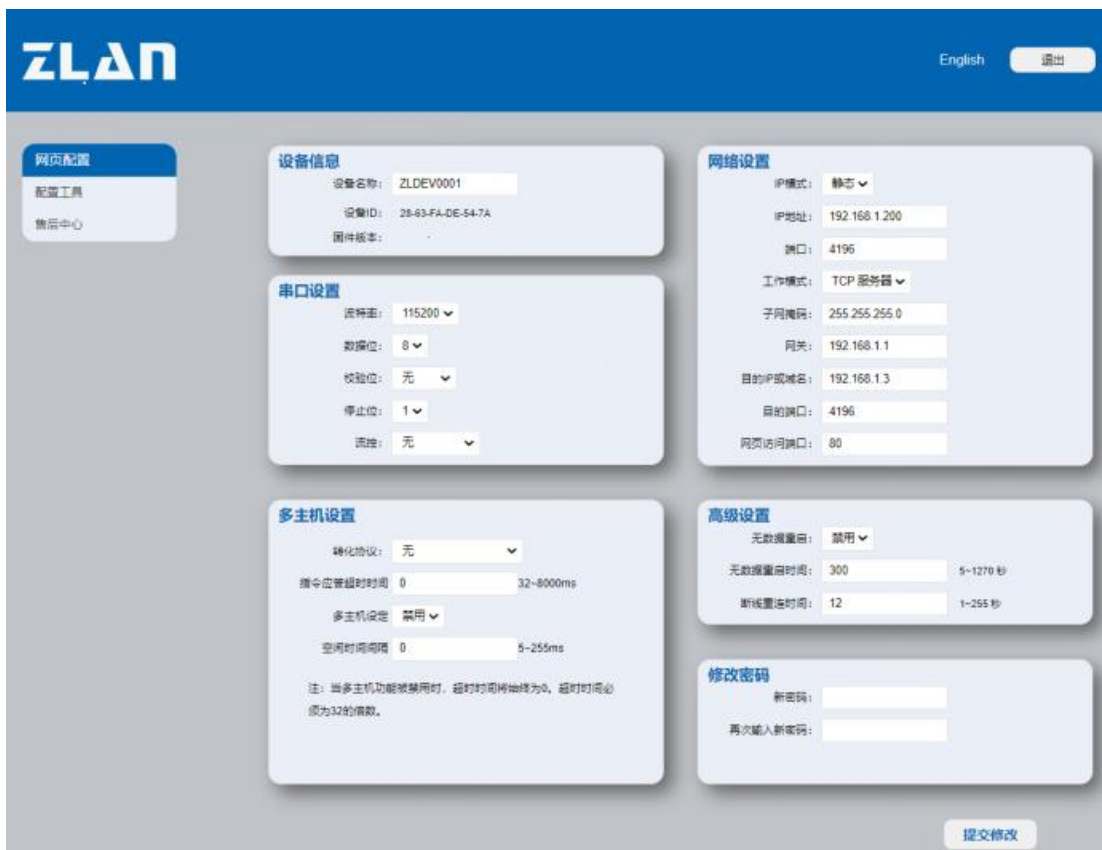 ZLAN
English
退出
网页配置
配置工具
售后中心
设备信息
设备名称: ZLDEV0001
设备ID: 28-63-FA-DE-54-7A
固件版本:
串口设置
波特率: 115200
数据位: 8
校验位: 无
停止位: 1
流控: 无
多主机设置
转化协议: 无
指令应答超时时间 0 32~8000ms
多主机设定 禁用
空闲时间间隔 0 5~255ms
注：当多主机功能被禁用时，超时时间将始终为0。超时时间必
须为32的倍数。
网络设置
IP模式: 静态
IP地址: 192.168.1.200
端口: 4196
工作模式: TCP 服务器
子网掩码: 255.255.255.0
网关: 192.168.1.1
目的IP或域名: 192.168.1.3
目的端口: 4196
网页访问端口: 80
高级设置
无数据重启: 禁用
无数据重启时间: 300 5~1270 秒
断线重连时间: 12 1~255 秒
修改密码
新密码:
再次输入新密码:
提交修改